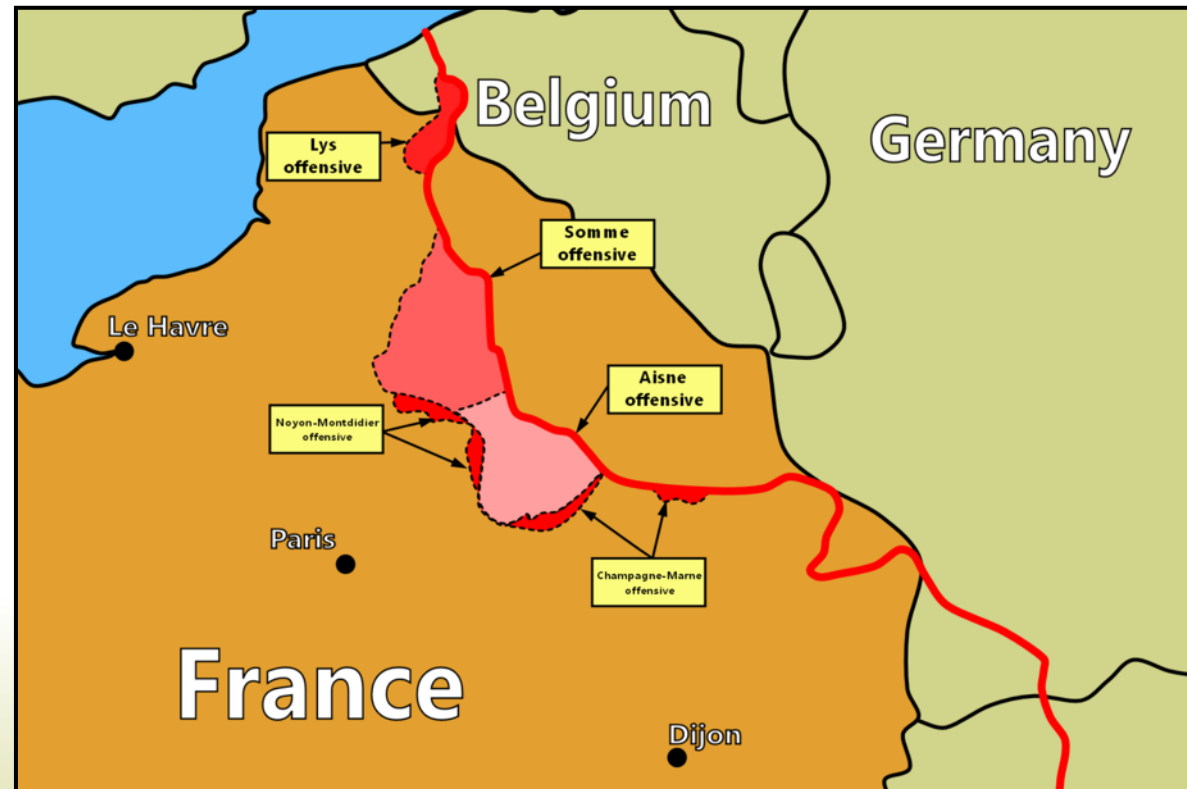 Belgium
Germany
Lys
offensive
Somme
offensive
Le Havre
Aisne
offensive
Noyon-Montdidier
offensive
Paris
Champagne-Marne
offensive
France
Dijon